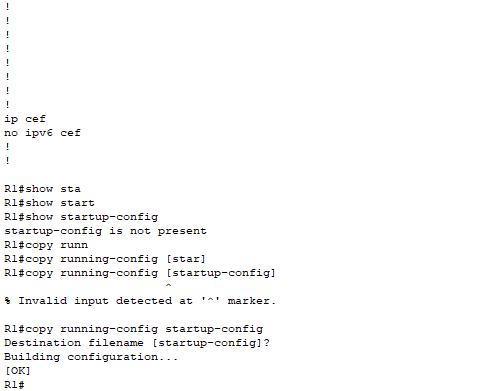 !
!
!
!
!
!
!
!
ip cef
no ipv6 cef
!
!
R1#show sta
R1#show start
R1#show startup-config
startup-config is not present
R1#copy runn
R1#copy running-config [star]
R1#copy running-config [startup-config]
^
% Invalid input detected at '^' marker.
R1#copy running-config startup-config
Destination filename [startup-config]?
Building configuration...
[OK]
R1#